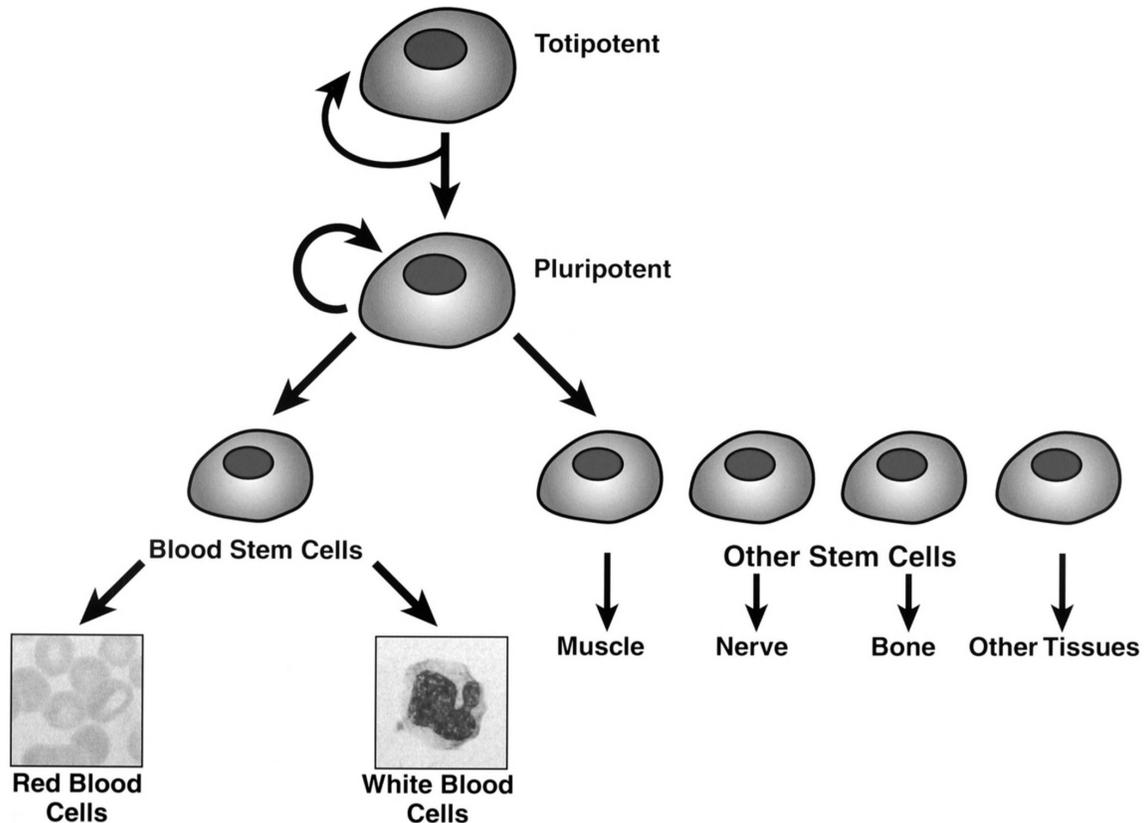 Totipotent
Pluripotent
Blood Stem Cells
Other Stem Cells
Muscle
Nerve
Bone
Other Tissues
Red Blood
Cells
White Blood
Cells